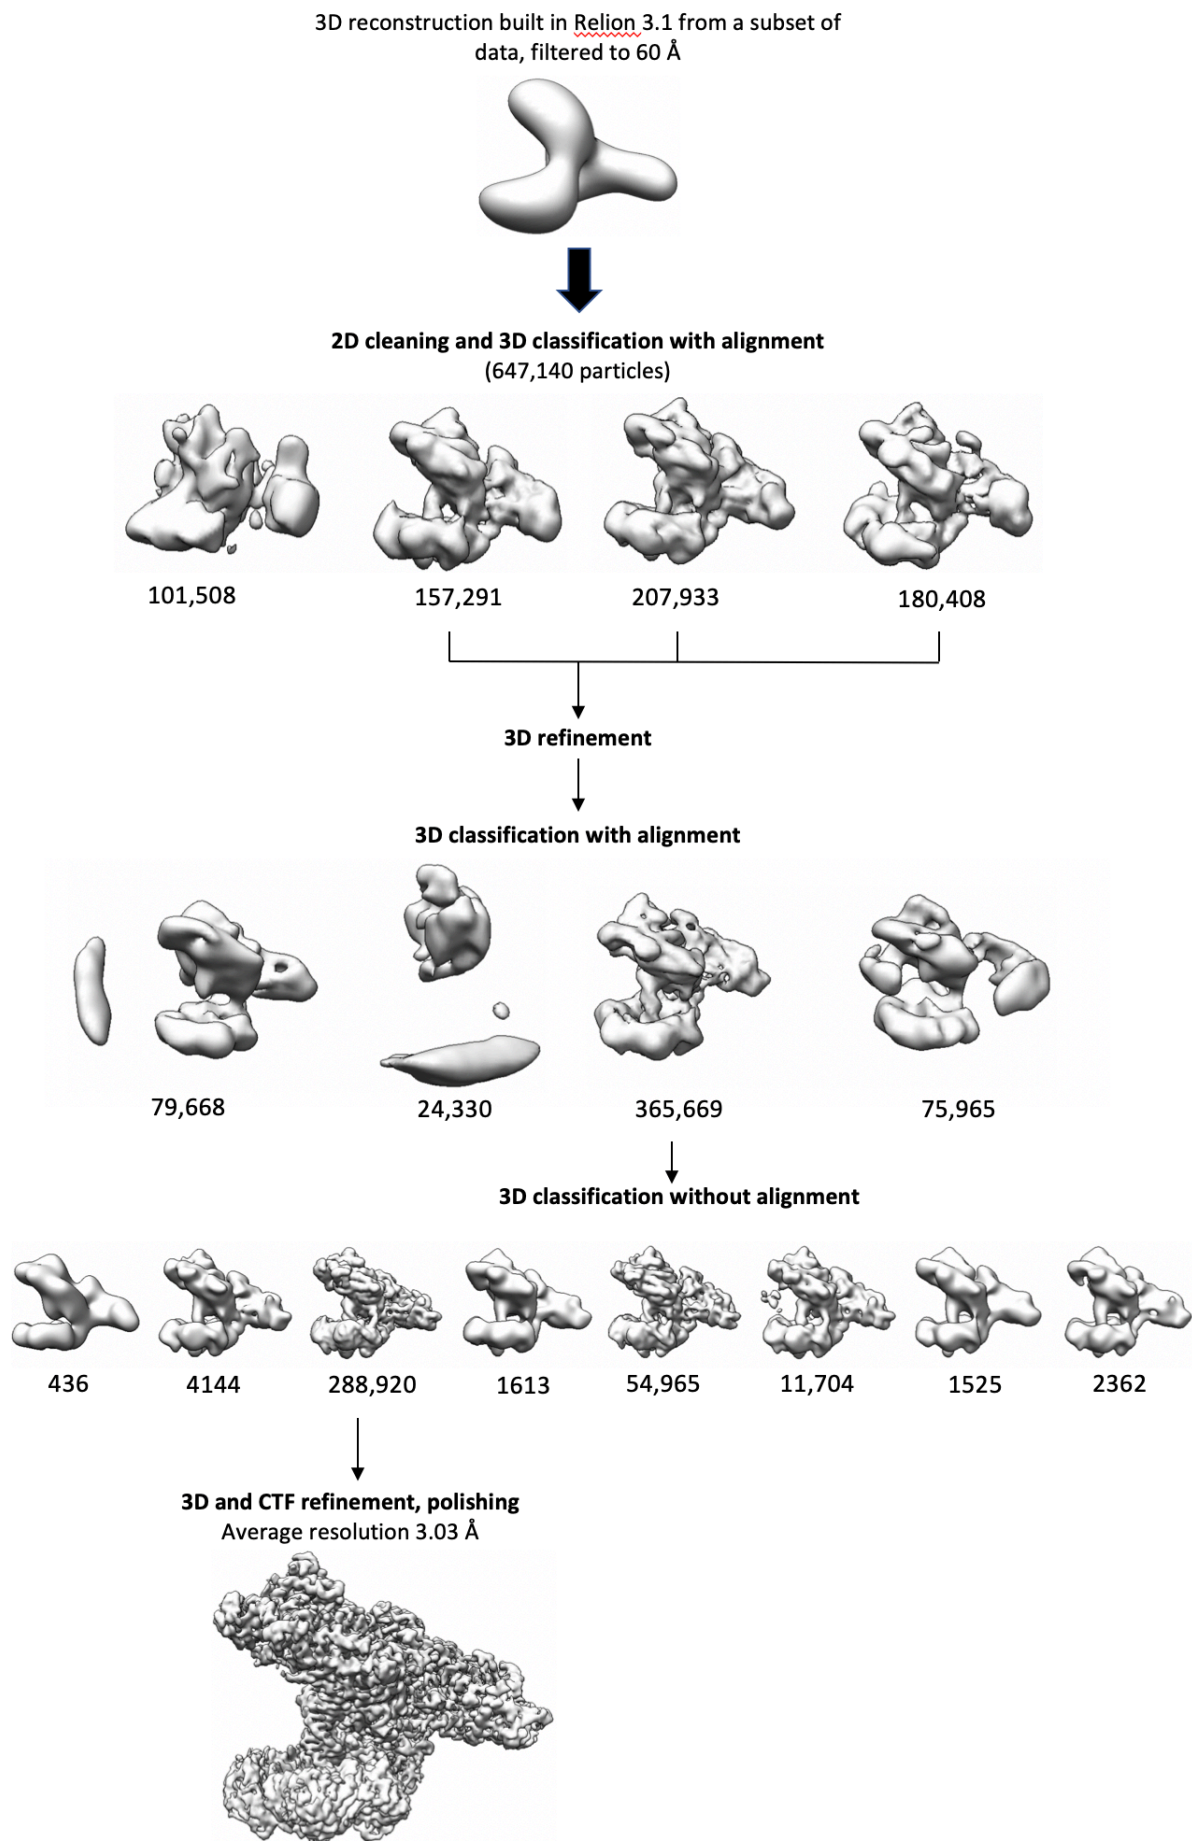 3D reconstruction built in Relion 3.1 from a subset of
data, filtered to 60 Å
2D cleaning and 3D classification with alignment
(647,140 particles)
101,508
157,291
207,933
180,408
3D refinement
3D classification with alignment
79,668
24,330
365,669
75,965
3D classification without alignment
436
4144
288,920
1613
54,965
11,704
1525
2362
3D and CTF refinement, polishing
Average resolution 3.03 Å